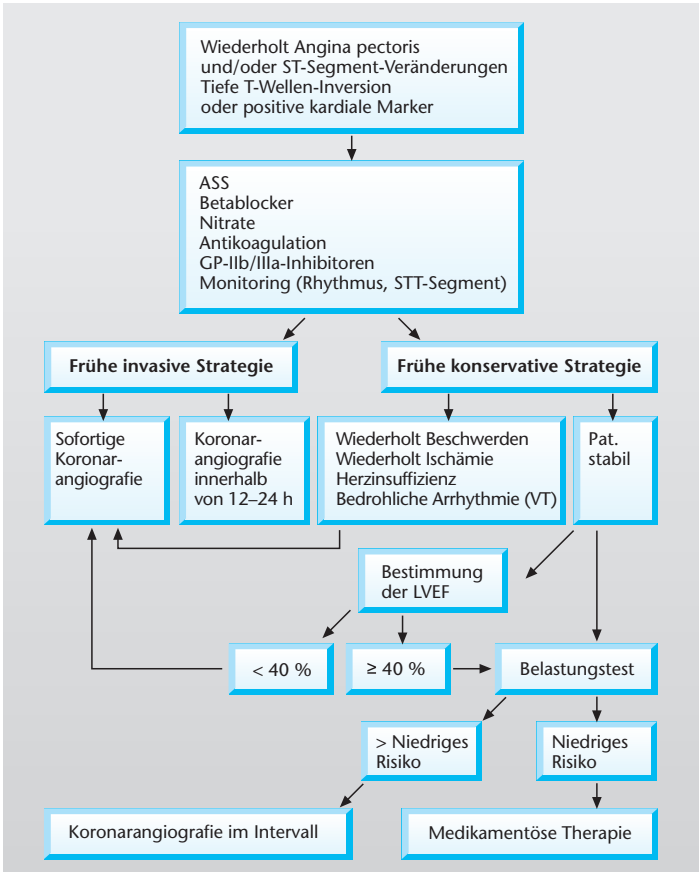 Wiederholt Angina pectoris
und/oder ST-Segment-Veränderungen
Tiefe T-Wellen-Inversion
oder positive kardiale Marker
ASS
Betablocker
Nitrate
Antikoagulation
GP-IIb/IIIa-Inhibitoren
Monitoring (Rhythmus, STT-Segment)
Frühe invasive Strategie
Frühe konservative Strategie
Sofortige
Koronar-
angiografie
Koronar-
angiografie
innerhalb
von 12–24 h
Wiederholt Beschwerden
Wiederholt Ischämie
Herzinsuffizienz
Bedrohliche Arrhythmie (VT)
Pat.
stabil
Bestimmung
der LVEF
< 40 %
≥ 40 %
Belastungstest
> Niedriges
Risiko
Niedriges
Risiko
Koronarangiografie im Intervall
Medikamentöse Therapie